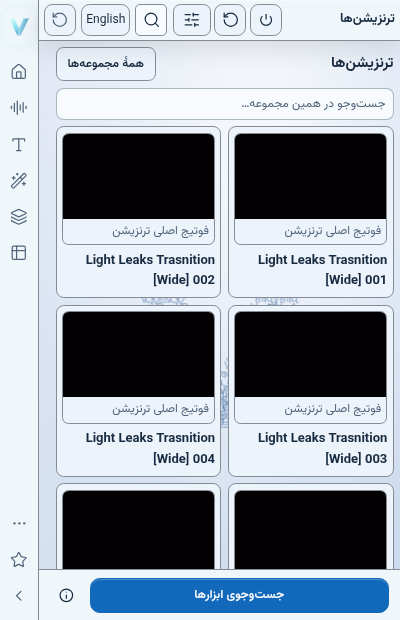 ترنزیشن‌ها
English
ترنزیشن‌ها
همهٔ مجموعه‌ها
جست‌وجو در همین مجموعه...
فوتیج اصلی ترنزیشن
Light Leaks Trasnition
[Wide] 001
فوتیج اصلی ترنزیشن
Light Leaks Trasnition
[Wide] 002
فوتیج اصلی ترنزیشن
Light Leaks Trasnition
[Wide] 003
فوتیج اصلی ترنزیشن
Light Leaks Trasnition
[Wide] 004
جست‌وجوی ابزارها